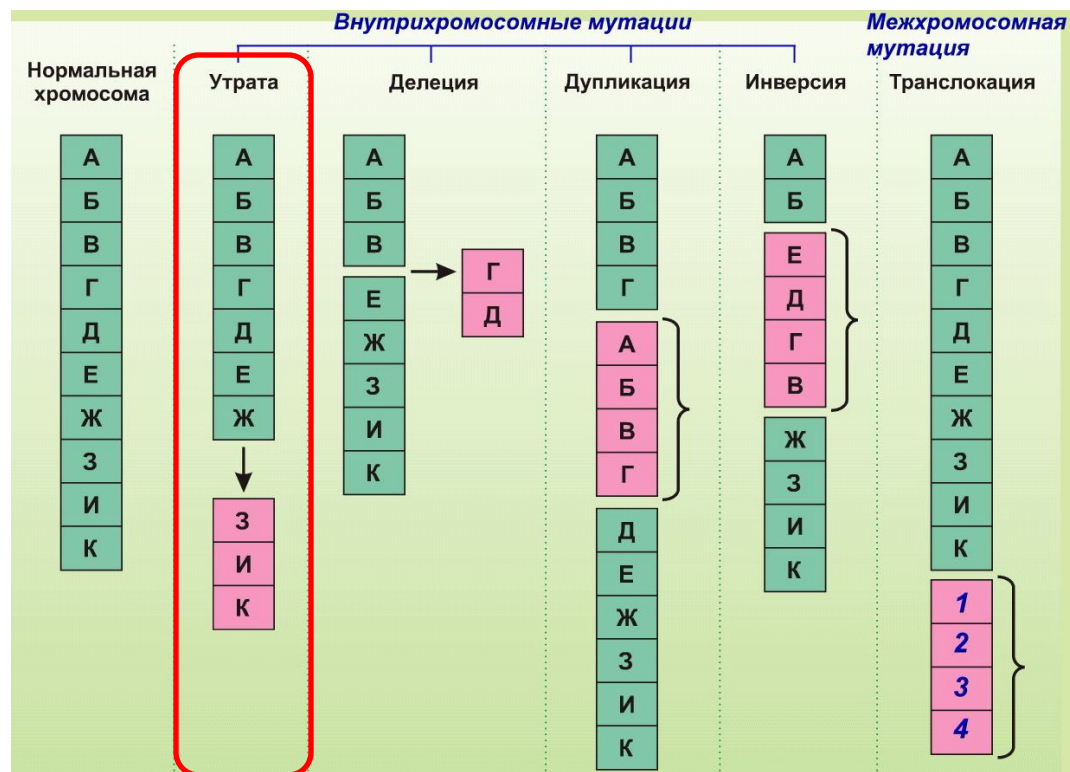 Внутрихромосомные мутации
Межхромосомная
мутация
Нормальная
хромосома
Утрата
Делеция
Дупликация
Инверсия
Транслокация
А
Б
В
Г
Д
Е
Ж
З
И
К
А
Б
В
Г
Д
Е
Ж
З
И
К
А
Б
В
Е
Ж
З
И
К
Г
Д
А
Б
В
Г
А
Б
В
Г
Д
Е
Ж
З
И
К
А
Б
Е
Д
Г
В
Ж
З
И
К
А
Б
В
Г
Д
Е
Ж
З
И
К
1
2
3
4